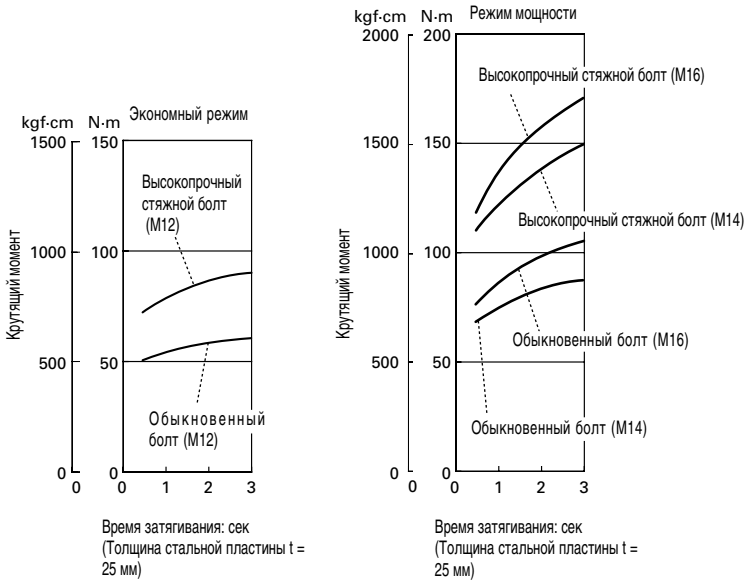 kgf·cm N·m Экономный режим
1500 150
Высокопрочный
стяжной болт
(M12)
1000 100
Крутящий момент
500 50
Обыкновенный
болт (M12)
0 0
0 0 1 2 3
Время затягивания: сек
(Толщина стальной пластины t =
25 мм)
kgf·cm N·m Режим мощности
2000 200
Высокопрочный стяжной болт (M16)
1500 150
Высокопрочный стяжной болт (M14)
1000 100
Крутящий момент
Обыкновенный болт (M16)
500 50
Обыкновенный болт (M14)
0 0
0 0 1 2 3
Время затягивания: сек
(Толщина стальной пластины t =
25 мм)